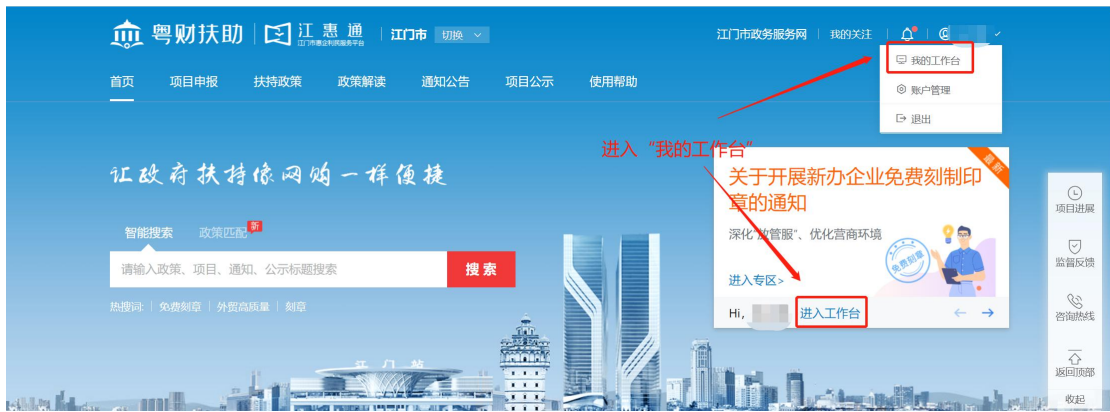 粤财扶助 江惠通 江门市惠企利民服务平台 江门市 切换
江门市政务服务网 我的关注
我的工作台
账户管理
退出
首页 项目申报 扶持政策 政策解读 通知公告 项目公示 使用帮助
进入“我的工作台”
让政府扶持像网购一样便捷
智能搜索 政策匹配 新
请输入政策、项目、通知、公示标题搜索 搜索
热搜词: 免费刻章 外贸高质量 刻章
最新
关于开展新办企业免费刻制印
章的通知
深化“放管服”、优化营商环境
免费刻章
进入专区>
Hi, 进入工作台 ← →
江门站
项目进展
监督反馈
咨询热线
返回顶部
收起